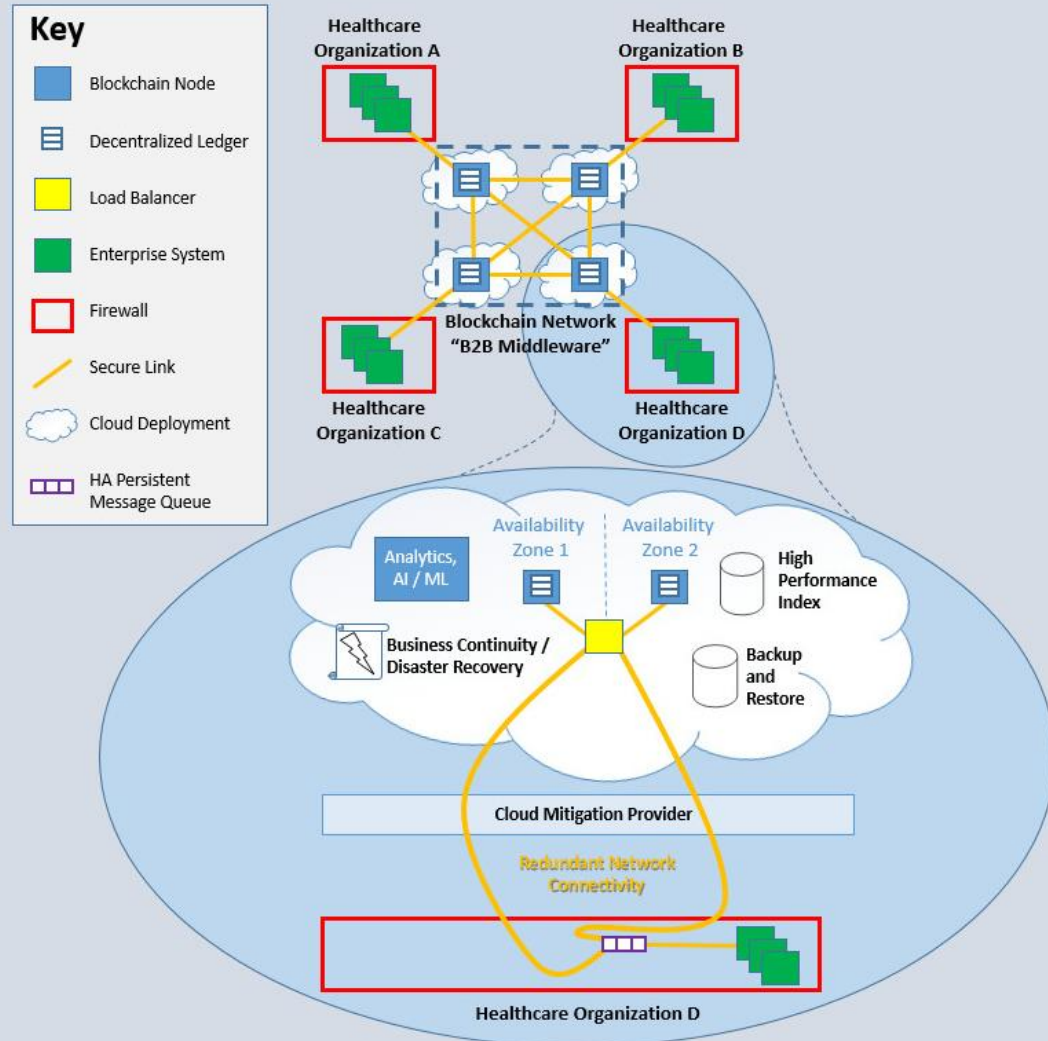 Key
Blockchain Node
Decentralized Ledger
Load Balancer
Enterprise System
Firewall
Secure Link
Cloud Deployment
HA Persistent
Message Queue
Healthcare
Organization A
Healthcare
Organization B
Blockchain Network
“B2B Middleware”
Healthcare
Organization C
Healthcare
Organization D
Availability
Zone 1
Availability
Zone 2
Analytics,
AI / ML
High
Performance
Index
Business Continuity /
Disaster Recovery
Backup
and
Restore
Cloud Mitigation Provider
Redundant Network
Connectivity
Healthcare Organization D